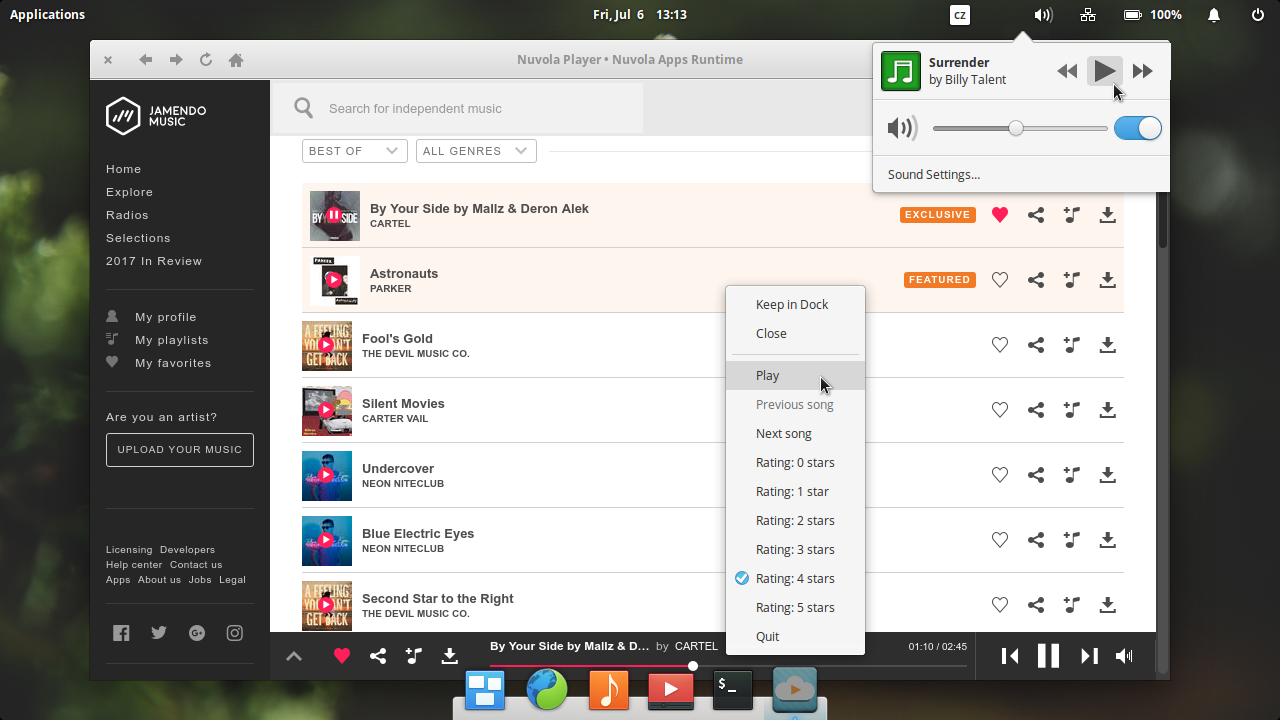 Applications
Fri, Jul 6 13:13
CZ
100%
Nuvola Player • Nuvola Apps Runtime
Surrender
by Billy Talent
Sound Settings...
JAMENDO
MUSIC
Search for independent music
BEST OF
ALL GENRES
Home
Explore
Radios
Selections
2017 In Review
My profile
My playlists
My favorites
Are you an artist?
UPLOAD YOUR MUSIC
Licensing Developers
Help center Contact us
Apps About us Jobs Legal
By Your Side by Mallz & Deron Alek
CARTEL
EXCLUSIVE
Astronauts
PARKER
FEATURED
Fool's Gold
THE DEVIL MUSIC CO.
Silent Movies
CARTER VAIL
Undercover
NEON NITECLUB
Blue Electric Eyes
NEON NITECLUB
Second Star to the Right
THE DEVIL MUSIC CO.
Keep in Dock
Close
Play
Previous song
Next song
Rating: 0 stars
Rating: 1 star
Rating: 2 stars
Rating: 3 stars
Rating: 4 stars
Rating: 5 stars
Quit
By Your Side by Mallz & D... by CARTEL
01:10 / 02:45
$